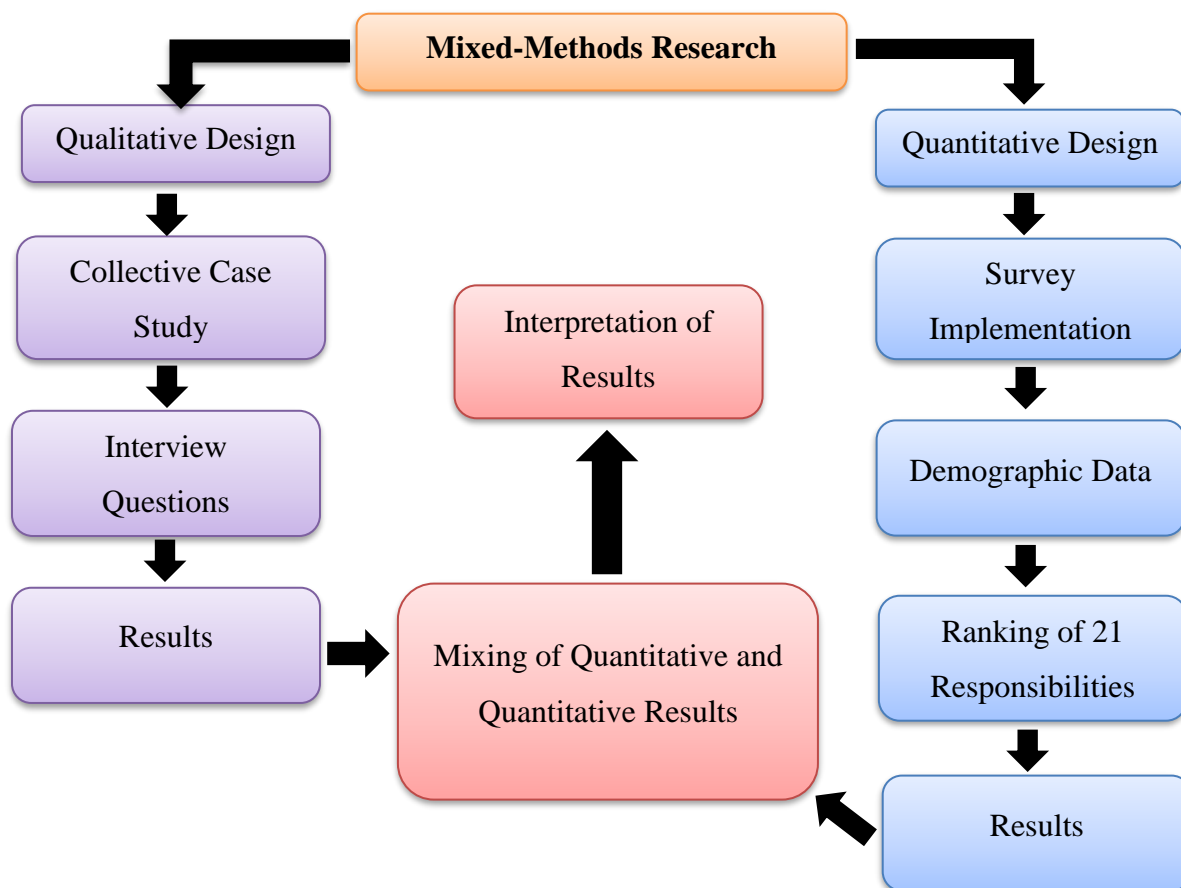 Mixed-Methods Research
Qualitative Design
Collective Case
Study
Interview
Questions
Results
Quantitative Design
Survey
Implementation
Demographic Data
Ranking of 21
Responsibilities
Results
Mixing of Quantitative and
Quantitative Results
Interpretation of
Results